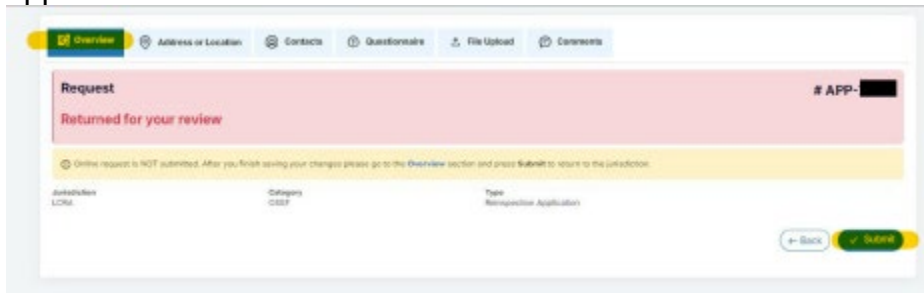 Overview Address or Location Contacts Questionnaire File Upload Comments
Request # APP-
Returned for your review
Online request is NOT submitted. After you finish saving your changes please go to the Overview section and press Submit to return to the jurisdiction.
Jurisdiction Category Type
LCRA OSSF Retrospective Application
← Back ✓ Submit